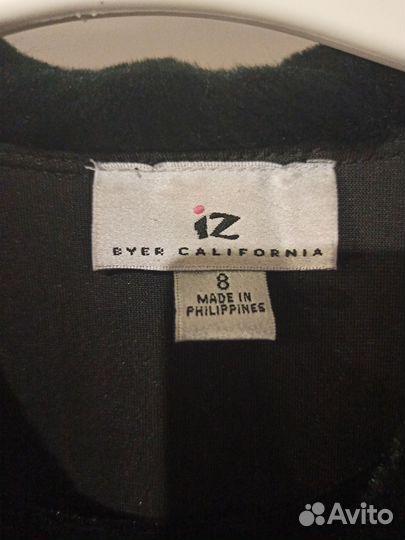 iz
BYER CALIFORNIA
8
MADE IN
PHILIPPINES
Avito